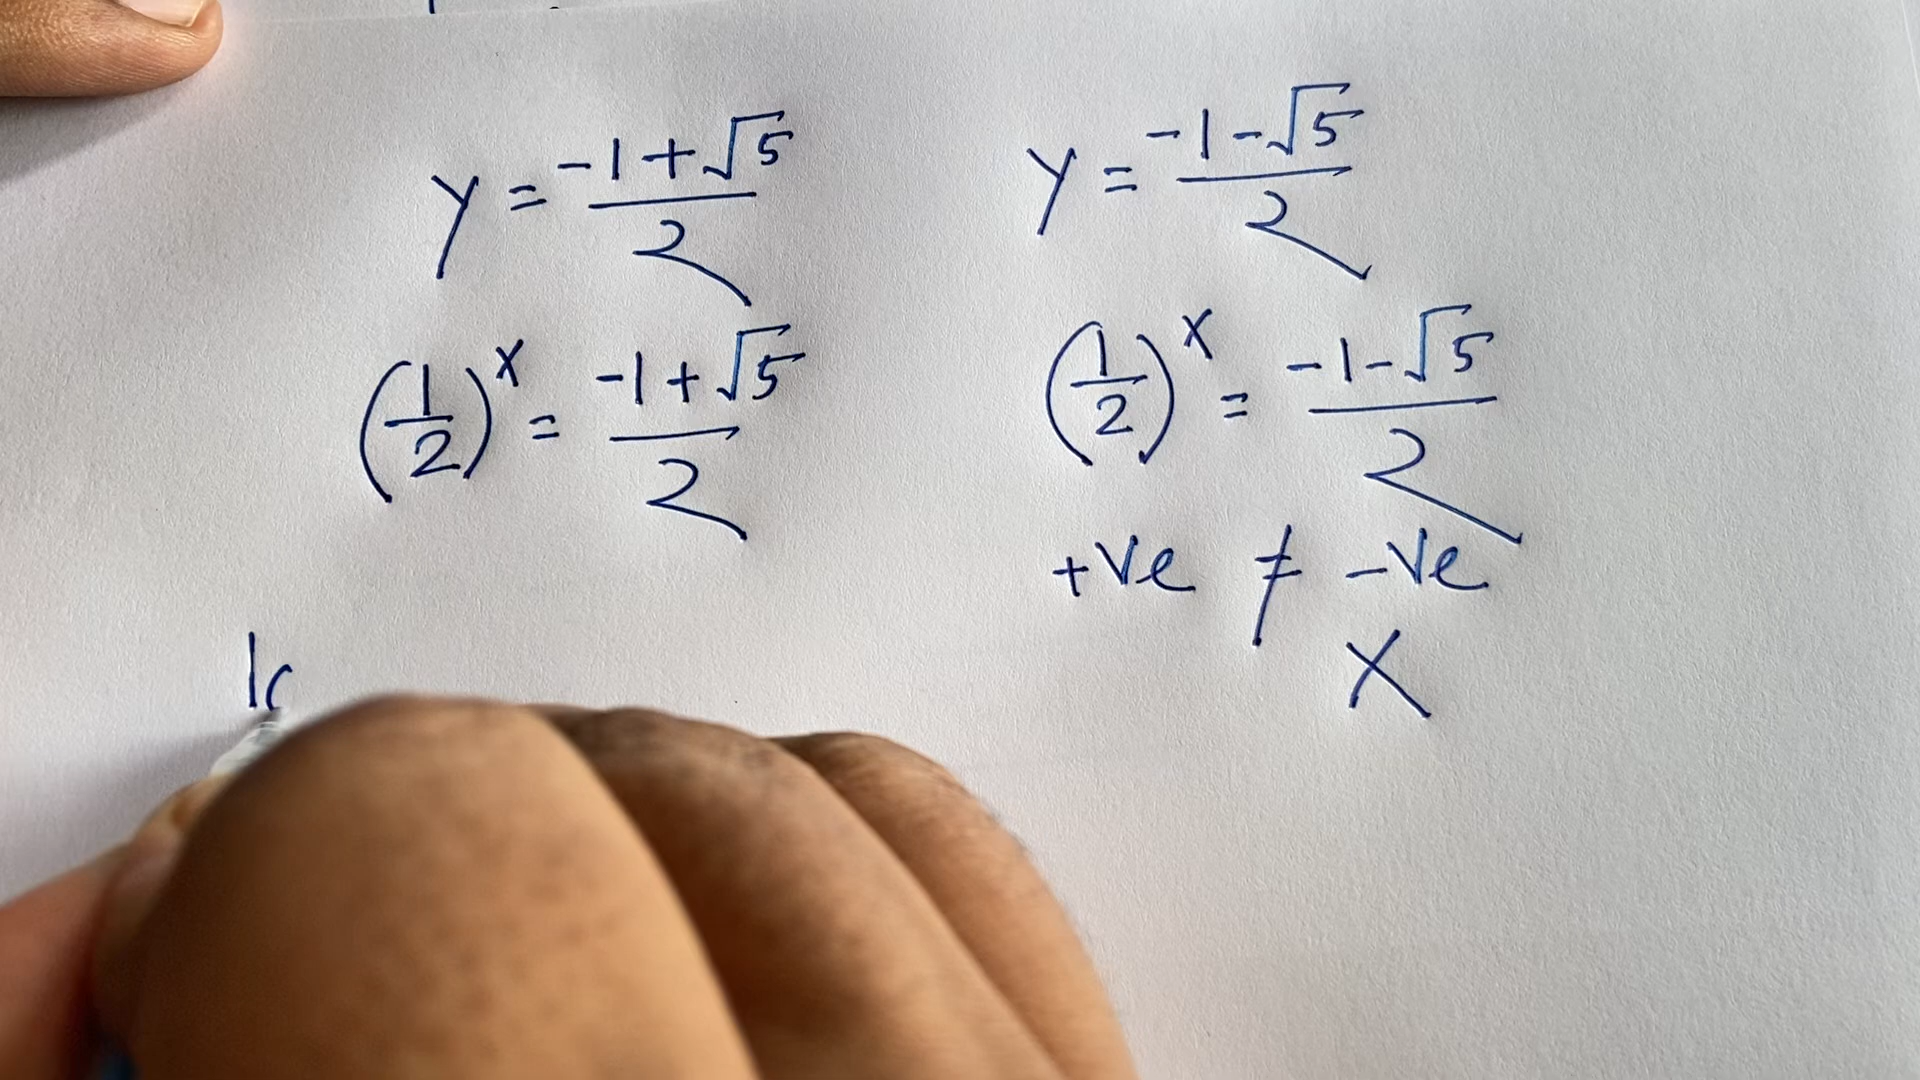 y = (-1+√5)/2
y = (-1-√5)/2
(1/2)^x = (-1+√5)/2
(1/2)^x = (-1-√5)/2
+ve ≠ -ve
X